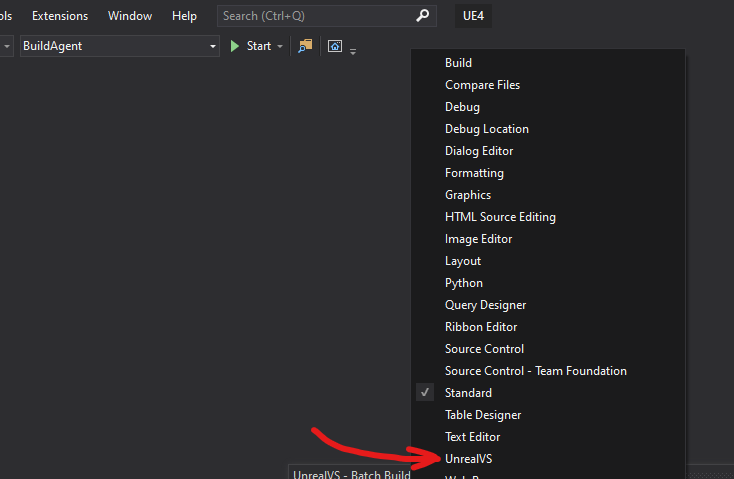 Extensions Window Help Search (Ctrl+Q) UE4
BuildAgent Start
Build
Compare Files
Debug
Debug Location
Dialog Editor
Formatting
Graphics
HTML Source Editing
Image Editor
Layout
Python
Query Designer
Ribbon Editor
Source Control
Source Control - Team Foundation
Standard
Table Designer
Text Editor
UnrealVS
UnrealVS - Batch Build